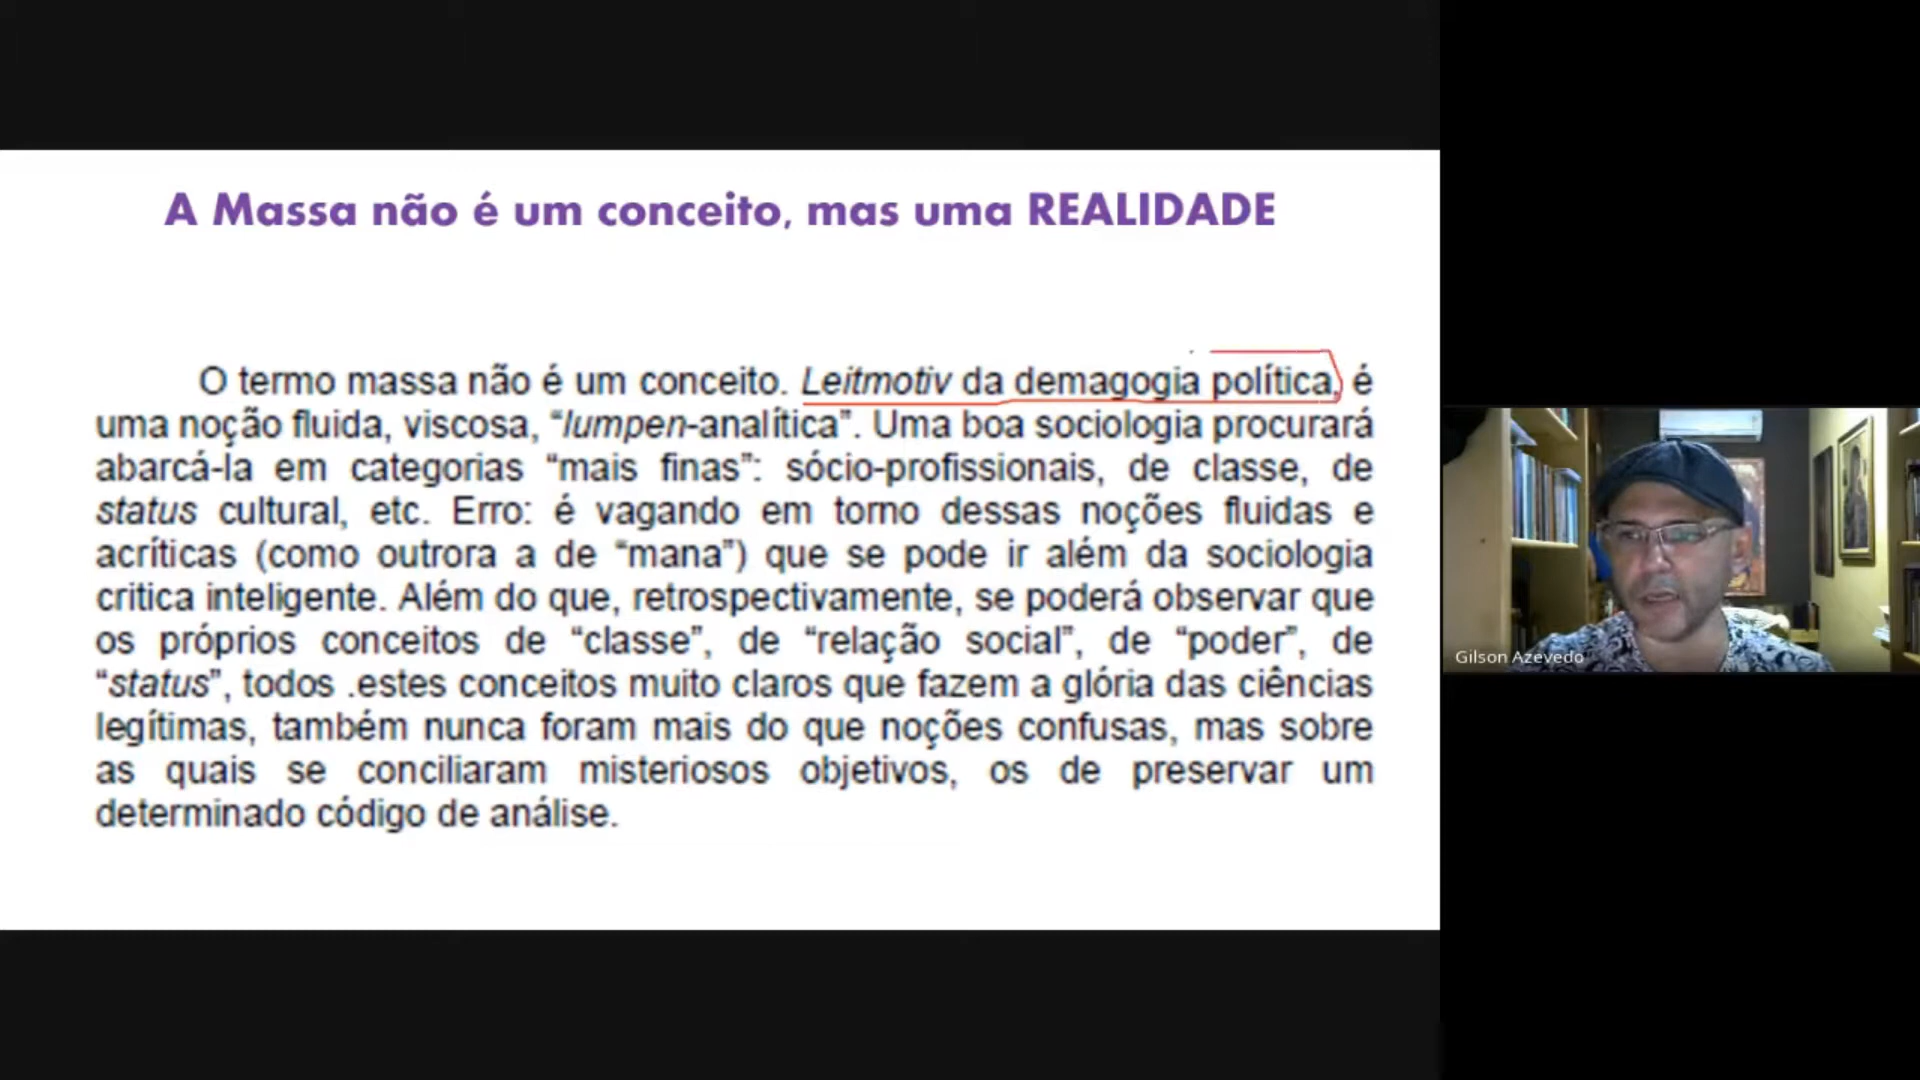 A Massa não é um conceito, mas uma REALIDADE
O termo massa não é um conceito. Leitmotiv da demagogia política, é
uma noção fluida, viscosa, “lumpen-analítica”. Uma boa sociologia procurará
abarcá-la em categorias “mais finas”: sócio-profissionais, de classe, de
status cultural, etc. Erro: é vagando em torno dessas noções fluidas e
acríticas (como outrora a de “mana”) que se pode ir além da sociologia
critica inteligente. Além do que, retrospectivamente, se poderá observar que
os próprios conceitos de “classe”, de “relação social”, de “poder”, de
“status”, todos .estes conceitos muito claros que fazem a glória das ciências
legítimas, também nunca foram mais do que noções confusas, mas sobre
as quais se conciliaram misteriosos objetivos, os de preservar um
determinado código de análise.
Gilson Azevedo